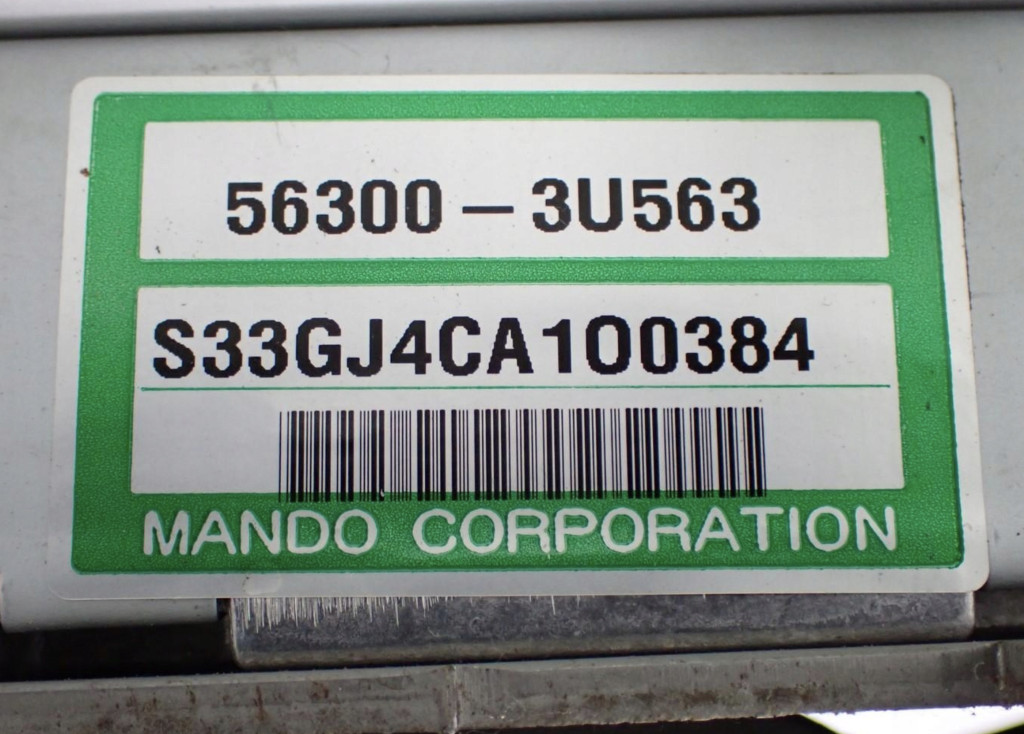 56300-3U563
S33GJ4CA100384
MANDO CORPORATION